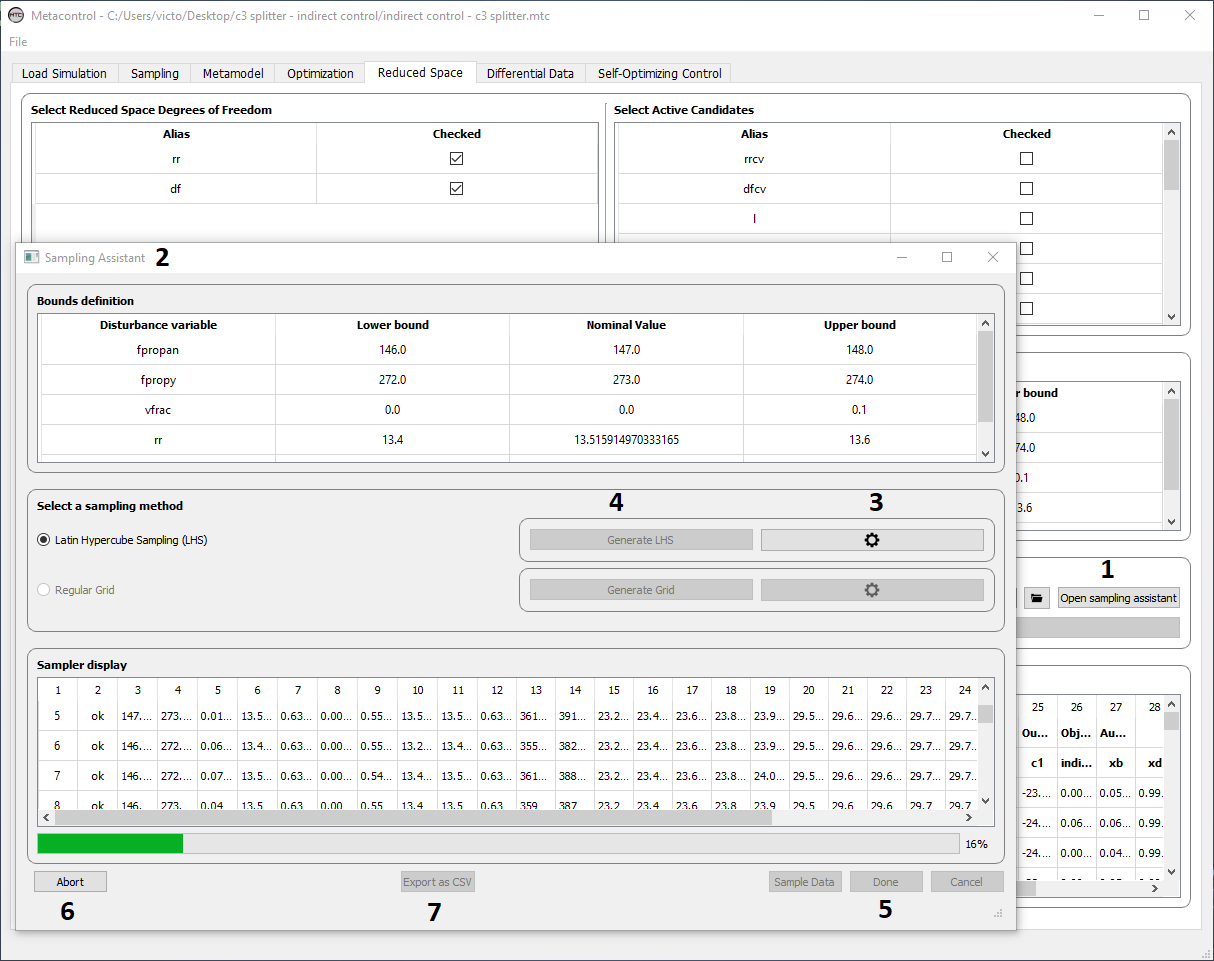 Metacontrol - C:/Users/victo/Desktop/c3 splitter - indirect control/indirect control - c3 splitter.mtc
File
Load Simulation Sampling Metamodel Optimization Reduced Space Differential Data Self-Optimizing Control
Select Reduced Space Degrees of Freedom
Alias Checked
rr
df
Select Active Candidates
Alias Checked
rrcv
dfcv
l
Sampling Assistant 2
Bounds definition
Disturbance variable Lower bound Nominal Value Upper bound
fpropan 146.0 147.0 148.0
fpropy 272.0 273.0 274.0
vfrac 0.0 0.0 0.1
rr 13.4 13.515914970333165 13.6
r bound
48.0
74.0
0.1
3.6
Select a sampling method
4 3
Latin Hypercube Sampling (LHS) Generate LHS
Regular Grid Generate Grid
1
Open sampling assistant
Sampler display
1 2 3 4 5 6 7 8 9 10 11 12 13 14 15 16 17 18 19 20 21 22 23 24
5 ok 147.... 273.... 0.01... 13.5... 0.63... 0.00... 0.55... 13.5... 13.5... 0.63... 361... 391... 23.2... 23.4... 23.6... 23.8... 23.9... 29.5... 29.6... 29.6... 29.7... 29.7...
6 ok 146.... 272.... 0.06... 13.4... 0.63... 0.00... 0.55... 13.2... 13.4... 0.63... 355... 382... 23.2... 23.4... 23.6... 23.8... 23.9... 29.5... 29.6... 29.6... 29.7... 29.7...
7 ok 146.... 272.... 0.07... 13.5... 0.63... 0.00... 0.54... 13.4... 13.5... 0.63... 361... 388... 23.2... 23.4... 23.6... 23.8... 24.0... 29.5... 29.6... 29.6... 29.7... 29.7...
8 ok 146. 273. 0.04 13.5 0.63 0.00 0.55 13.4 13.5 0.63 359 387 23.2 23.4 23.6 23.8 23.9 29.5 29.6 29.6 29.7 29.7
16%
25 26 27 28
Ou... Obj... Au...
c1 indi... xb xd
-23.... 0.00... 0.05... 0.99...
-24.... 0.06... 0.06... 0.99...
-24.... 0.00... 0.04... 0.99...
Abort Export as CSV Sample Data Done Cancel
6 7 5